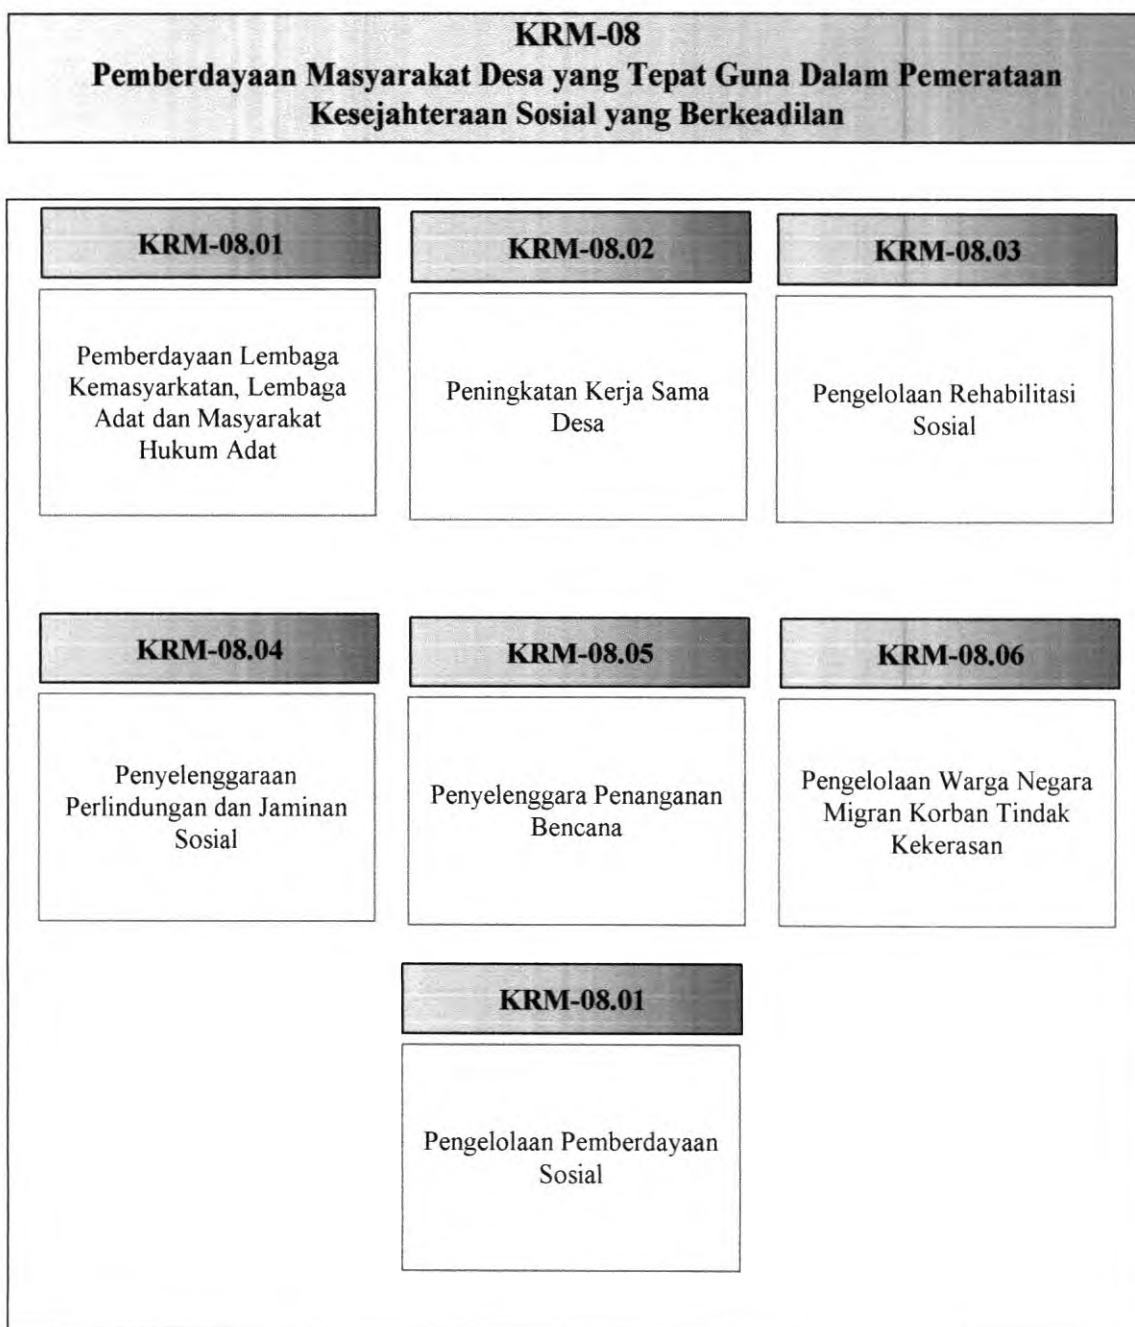 KRM-08
Pemberdayaan Masyarakat Desa yang Tepat Guna Dalam Pemerataan
Kesejahteraan Sosial yang Berkeadilan
KRM-08.01
Pemberdayaan Lembaga
Kemasyarkatan, Lembaga
Adat dan Masyarakat
Hukum Adat
KRM-08.02
Peningkatan Kerja Sama
Desa
KRM-08.03
Pengelolaan Rehabilitasi
Sosial
KRM-08.04
Penyelenggaraan
Perlindungan dan Jaminan
Sosial
KRM-08.05
Penyelenggara Penanganan
Bencana
KRM-08.06
Pengelolaan Warga Negara
Migran Korban Tindak
Kekerasan
KRM-08.01
Pengelolaan Pemberdayaan
Sosial